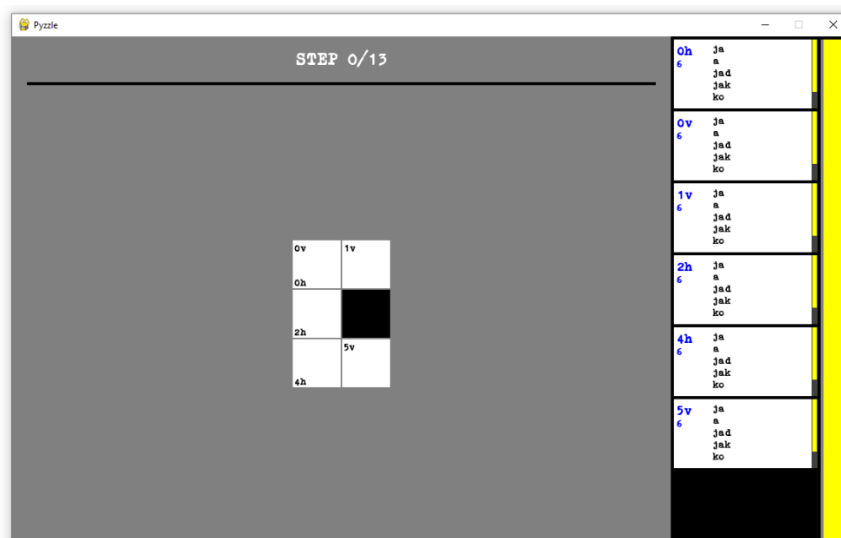 Pyzzle
STEP 0/13
0v 1v
0h
2h
5v
4h
0h ja
6 a
jad
jak
ko
0v ja
6 a
jad
jak
ko
1v ja
6 a
jad
jak
ko
2h ja
6 a
jad
jak
ko
4h ja
6 a
jad
jak
ko
5v ja
6 a
jad
jak
ko